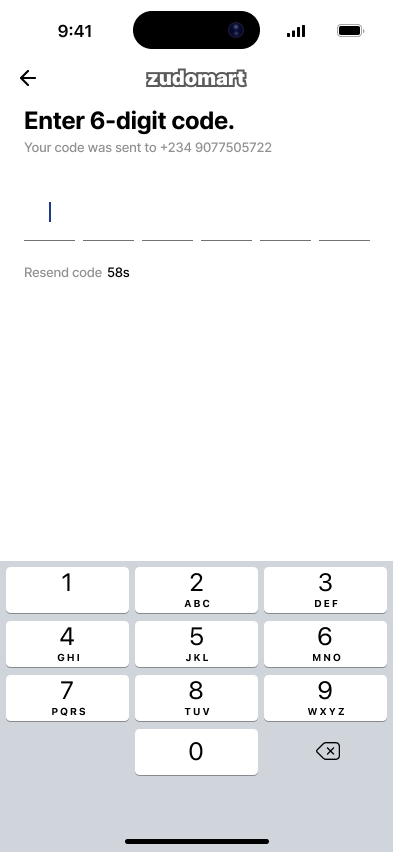 9:41
zudomart
Enter 6-digit code.
Your code was sent to +234 9077505722
Resend code 58s
1
2
ABC
3
DEF
4
GHI
5
JKL
6
MNO
7
PQRS
8
TUV
9
WXYZ
0